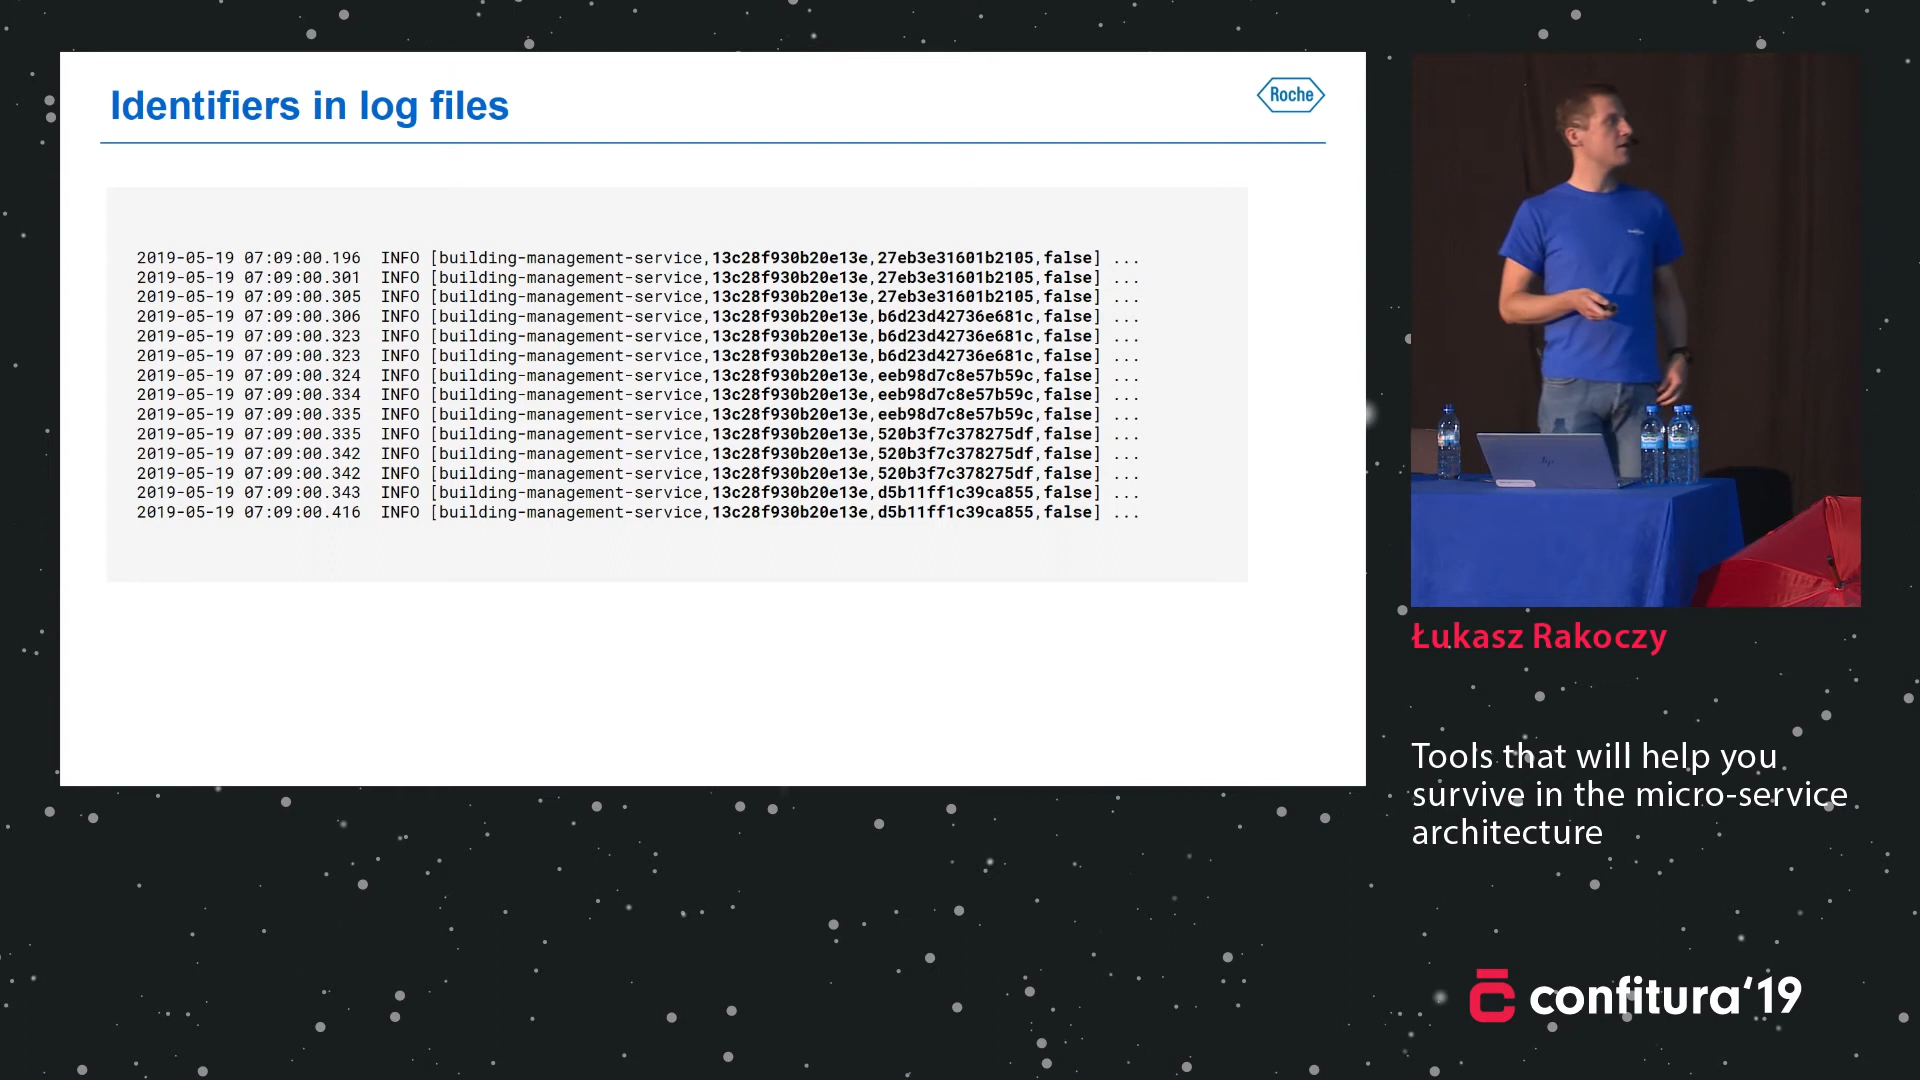 Identifiers in log files
Roche
2019-05-19 07:09:00.196  INFO [building-management-service,13c28f930b20e13e,27eb3e31601b2105,false] ...
2019-05-19 07:09:00.301  INFO [building-management-service,13c28f930b20e13e,27eb3e31601b2105,false] ...
2019-05-19 07:09:00.305  INFO [building-management-service,13c28f930b20e13e,27eb3e31601b2105,false] ...
2019-05-19 07:09:00.306  INFO [building-management-service,13c28f930b20e13e,b6d23d42736e681c,false] ...
2019-05-19 07:09:00.323  INFO [building-management-service,13c28f930b20e13e,b6d23d42736e681c,false] ...
2019-05-19 07:09:00.323  INFO [building-management-service,13c28f930b20e13e,b6d23d42736e681c,false] ...
2019-05-19 07:09:00.324  INFO [building-management-service,13c28f930b20e13e,eeb98d7c8e57b59c,false] ...
2019-05-19 07:09:00.334  INFO [building-management-service,13c28f930b20e13e,eeb98d7c8e57b59c,false] ...
2019-05-19 07:09:00.335  INFO [building-management-service,13c28f930b20e13e,eeb98d7c8e57b59c,false] ...
2019-05-19 07:09:00.335  INFO [building-management-service,13c28f930b20e13e,520b3f7c378275df,false] ...
2019-05-19 07:09:00.342  INFO [building-management-service,13c28f930b20e13e,520b3f7c378275df,false] ...
2019-05-19 07:09:00.342  INFO [building-management-service,13c28f930b20e13e,520b3f7c378275df,false] ...
2019-05-19 07:09:00.343  INFO [building-management-service,13c28f930b20e13e,d5b11ff1c39ca855,false] ...
2019-05-19 07:09:00.416  INFO [building-management-service,13c28f930b20e13e,d5b11ff1c39ca855,false] ...
hp
Łukasz Rakoczy
Tools that will help you
survive in the micro-service
architecture
confitura‘19